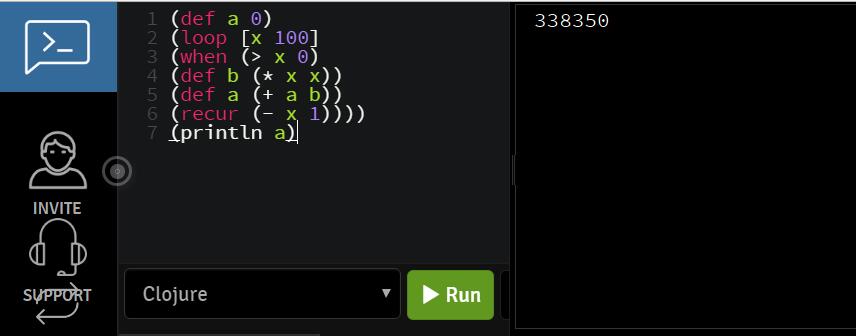 1 (def a 0)
2 (loop [x 100]
3 (when (> x 0)
4 (def b (* x x))
5 (def a (+ a b))
6 (recur (- x 1))))
7 (println a)
338350
INVITE
SUPPORT
Clojure
Run